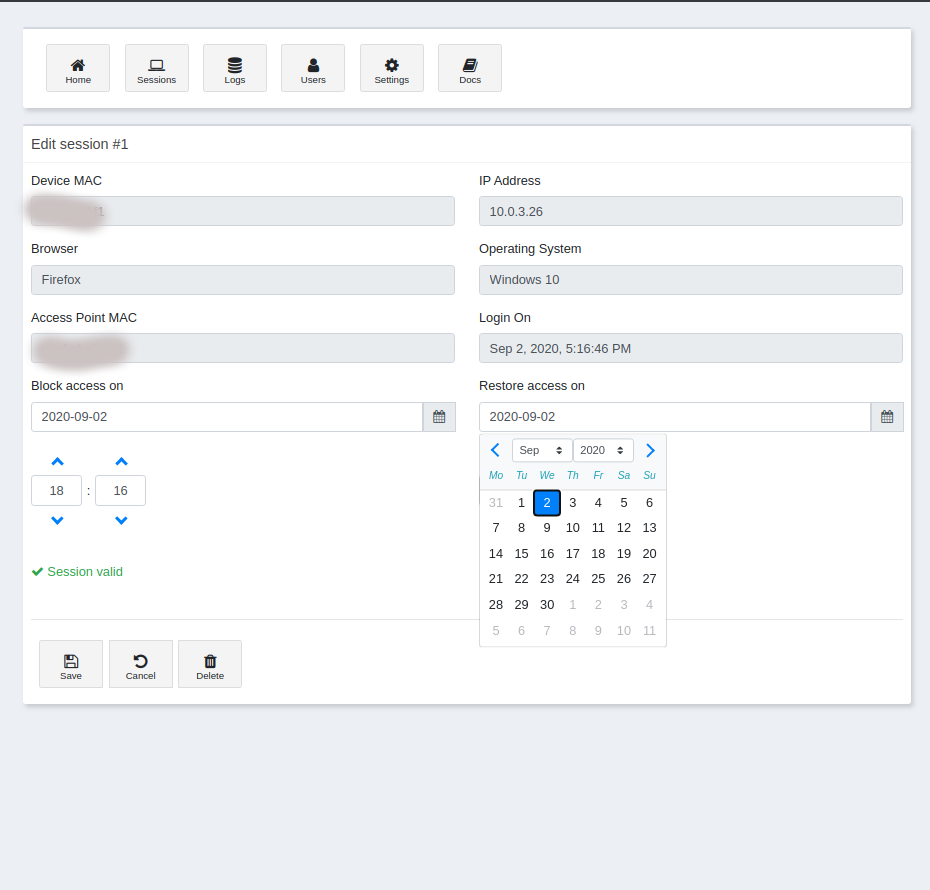 Home Sessions Logs Users Settings Docs
Edit session #1
Device MAC
IP Address
10.0.3.26
Browser
Operating System
Firefox
Windows 10
Access Point MAC
Login On
Sep 2, 2020, 5:16:46 PM
Block access on
Restore access on
2020-09-02
2020-09-02
18 : 16
Session valid
Sep 2020
Mo Tu We Th Fr Sa Su
31 1 2 3 4 5 6
7 8 9 10 11 12 13
14 15 16 17 18 19 20
21 22 23 24 25 26 27
28 29 30 1 2 3 4
5 6 7 8 9 10 11
Save Cancel Delete